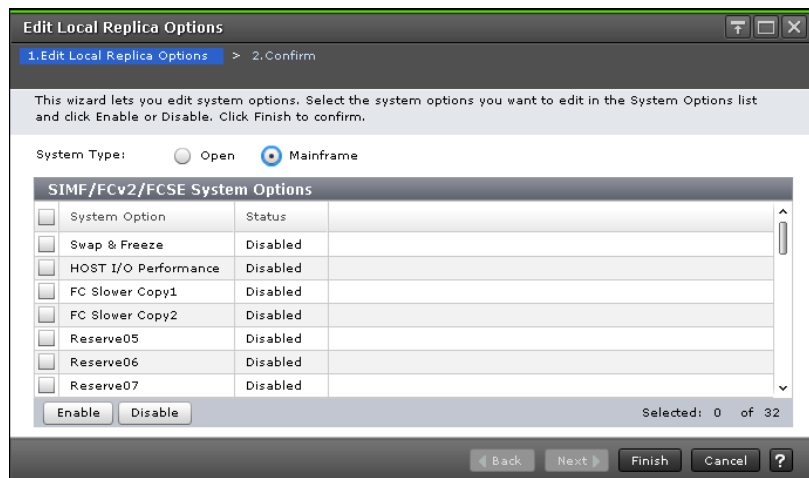 Edit Local Replica Options
1.Edit Local Replica Options > 2.Confirm
This wizard lets you edit system options. Select the system options you want to edit in the System Options list
and click Enable or Disable. Click Finish to confirm.
System Type: Open Mainframe
SIMF/FCv2/FCSE System Options
System Option Status
Swap & Freeze Disabled
HOST I/O Performance Disabled
FC Slower Copy1 Disabled
FC Slower Copy2 Disabled
Reserve05 Disabled
Reserve06 Disabled
Reserve07 Disabled
Enable Disable Selected: 0 of 32
Back Next Finish Cancel ?